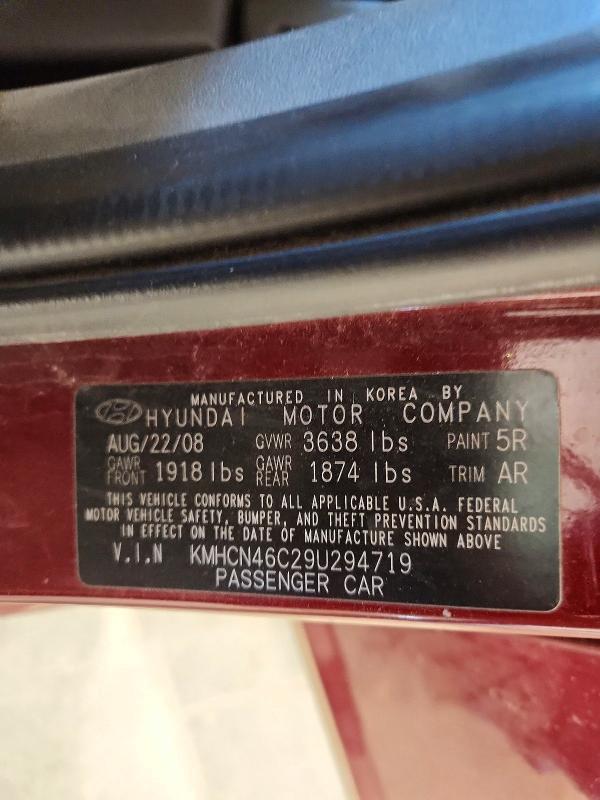 MANUFACTURED IN KOREA BY
HYUNDAI MOTOR COMPANY
AUG/22/08 GVWR 3638 lbs PAINT 5R
GAWR FRONT 1918 lbs GAWR REAR 1874 lbs TRIM AR
THIS VEHICLE CONFORMS TO ALL APPLICABLE U.S.A. FEDERAL
MOTOR VEHICLE SAFETY, BUMPER, AND THEFT PREVENTION STANDARDS
IN EFFECT ON THE DATE OF MANUFACTURE SHOWN ABOVE
V.I.N KMHCN46C29U294719
PASSENGER CAR